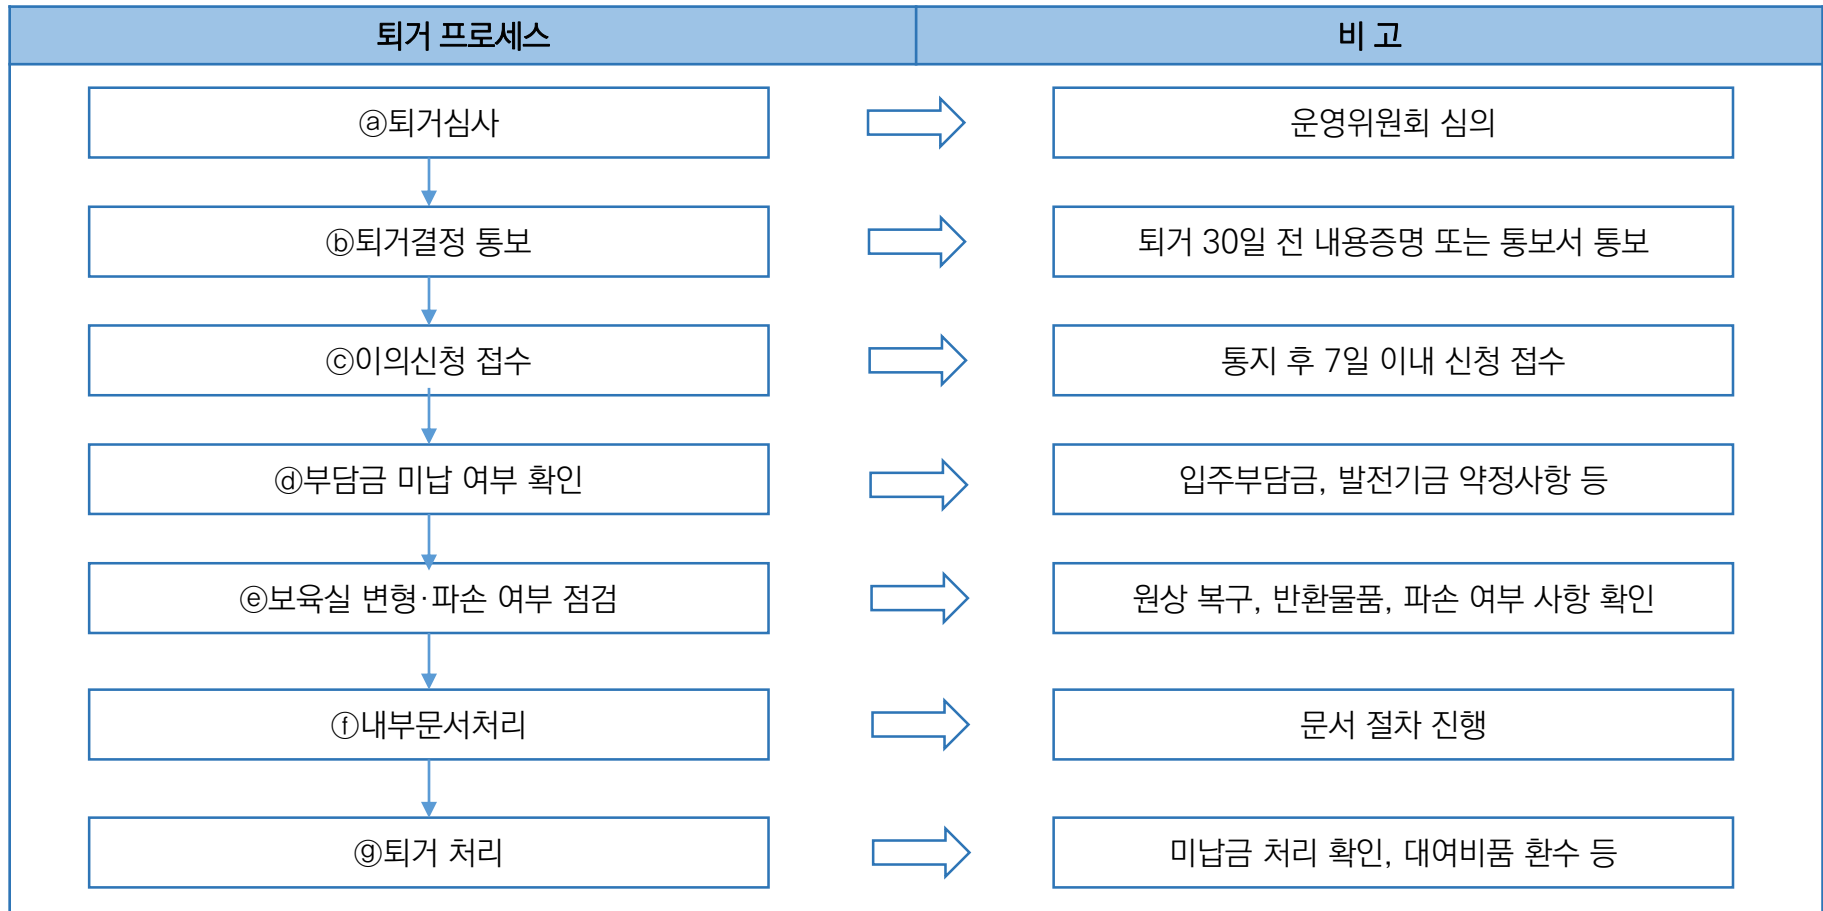 퇴거 프로세스
비 고
ⓐ퇴거심사
운영위원회 심의
ⓑ퇴거결정 통보
퇴거 30일 전 내용증명 또는 통보서 통보
ⓒ이의신청 접수
통지 후 7일 이내 신청 접수
ⓓ부담금 미납 여부 확인
입주부담금, 발전기금 약정사항 등
ⓔ보육실 변형·파손 여부 점검
원상 복구, 반환물품, 파손 여부 사항 확인
ⓕ내부문서처리
문서 절차 진행
ⓖ퇴거 처리
미납금 처리 확인, 대여비품 환수 등